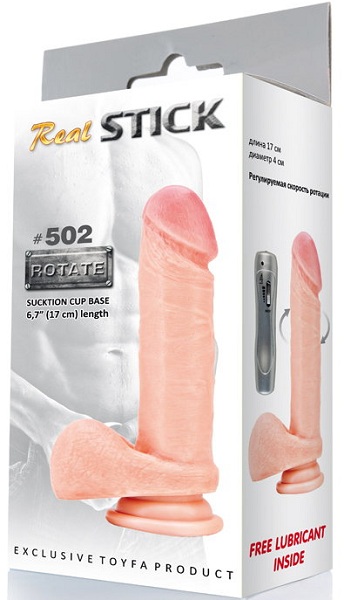 Real STICK
#502
ROTATE
SUCKTION CUP BASE
6,7” (17 cm) length
EXCLUSIVE TOYFA PRODUCT
длина 17 см
диаметр 4 см
Регулируемая скорость ротации
FREE LUBRICANT
INSIDE